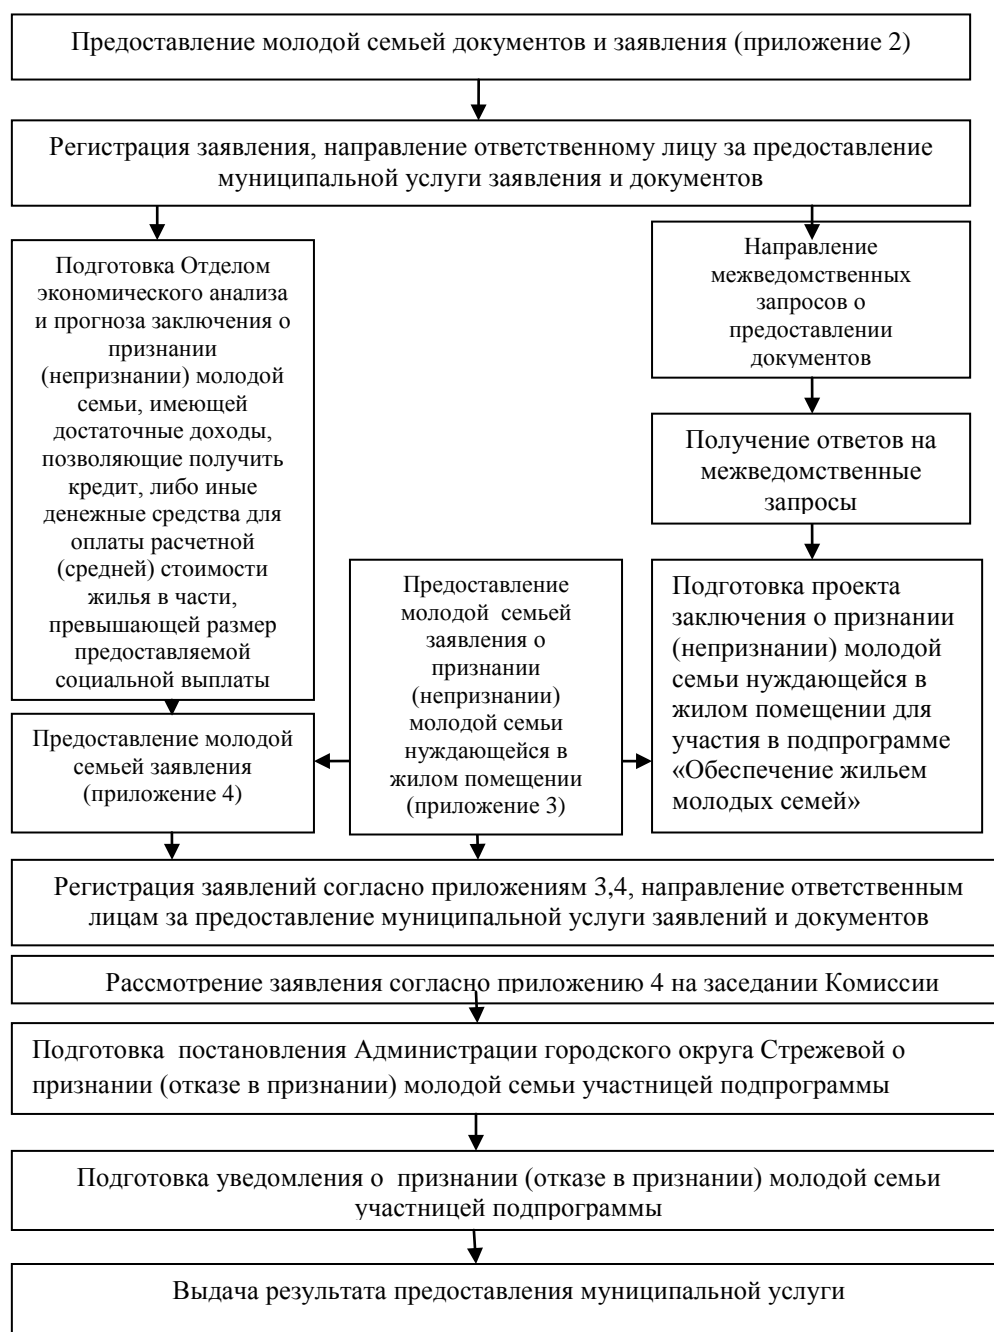 Предоставление молодой семьей документов и заявления (приложение 2)
Регистрация заявления, направление ответственному лицу за предоставление
муниципальной услуги заявления и документов
Подготовка Отделом
экономического анализа
и прогноза заключения о
признании
(непризнании) молодой
семьи, имеющей
достаточные доходы,
позволяющие получить
кредит, либо иные
денежные средства для
оплаты расчетной
(средней) стоимости
жилья в части,
превышающей размер
предоставляемой
социальной выплаты
Направление
межведомственных
запросов о
предоставлении
документов
Получение ответов на
межведомственные
запросы
Предоставление
молодой  семьей
заявления о
признании
(непризнании)
молодой семьи
нуждающейся в
жилом помещении
(приложение 3)
Подготовка проекта
заключения о признании
(непризнании) молодой
семьи нуждающейся в
жилом помещении для
участия в подпрограмме
«Обеспечение жильем
молодых семей»
Предоставление молодой
семьей заявления
(приложение 4)
Регистрация заявлений согласно приложениям 3,4, направление ответственным
лицам за предоставление муниципальной услуги заявлений и документов
Рассмотрение заявления согласно приложению 4 на заседании Комиссии
Подготовка  постановления Администрации городского округа Стрежевой о
признании (отказе в признании) молодой семьи участницей подпрограммы
Подготовка уведомления о  признании (отказе в признании) молодой семьи
участницей подпрограммы
Выдача результата предоставления муниципальной услуги